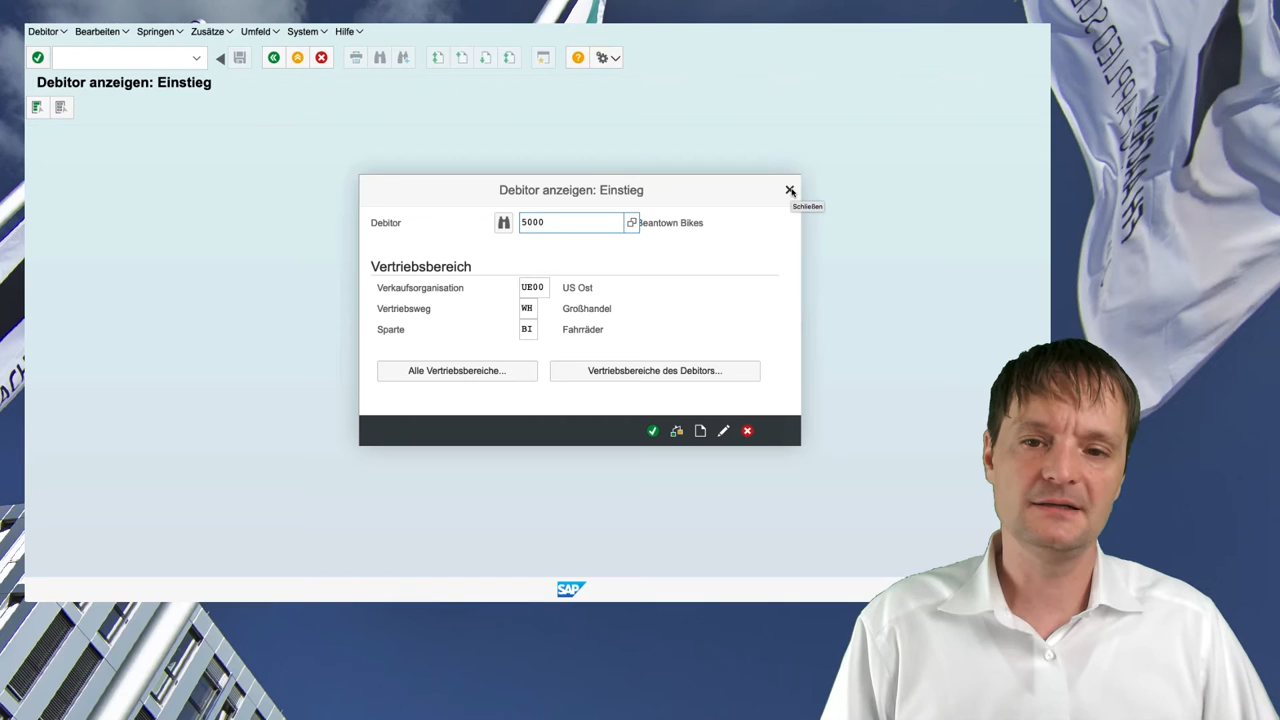 Debitor Bearbeiten Springen Zusätze Umfeld System Hilfe
Debitor anzeigen: Einstieg
Debitor anzeigen: Einstieg
Schließen
Debitor 5000 Beantown Bikes
Vertriebsbereich
Verkaufsorganisation UE00 US Ost
Vertriebsweg WH Großhandel
Sparte BI Fahrräder
Alle Vertriebsbereiche... Vertriebsbereiche des Debitors...
SAP